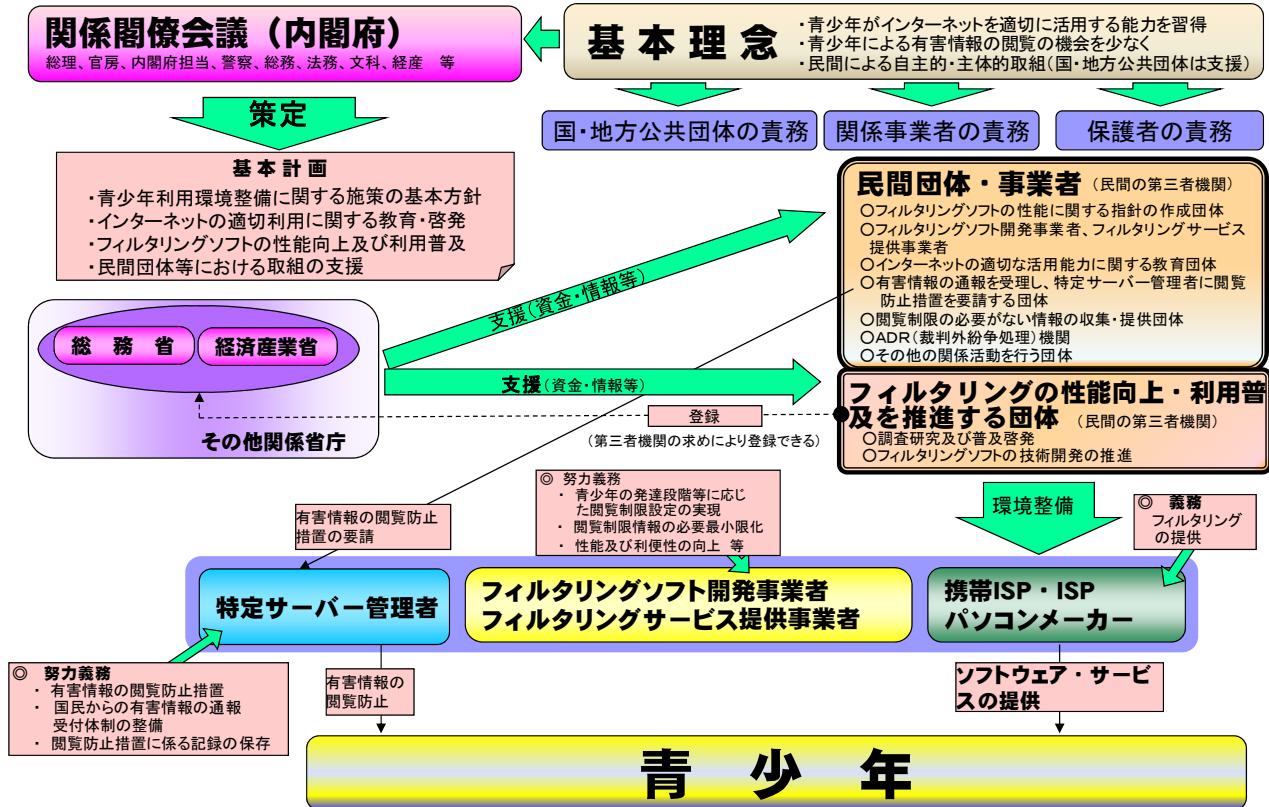 関係閣僚会議（内閣府）
総理、官房、内閣府担当、警察、総務、法務、文科、経産　等
基本理念
・青少年がインターネットを適切に活用する能力を習得
・青少年による有害情報の閲覧の機会を少なく
・民間による自主的・主体的取組（国・地方公共団体は支援）
策定
国・地方公共団体の責務
関係事業者の責務
保護者の責務
基本計画
・青少年利用環境整備に関する施策の基本方針
・インターネットの適切利用に関する教育・啓発
・フィルタリングソフトの性能向上及び利用普及
・民間団体等における取組の支援
民間団体・事業者（民間の第三者機関）
○フィルタリングソフトの性能に関する指針の作成団体
○フィルタリングソフト開発事業者、フィルタリングサービス
提供事業者
○インターネットの適切な活用能力に関する教育団体
○有害情報の通報を受理し、特定サーバー管理者に閲覧
防止措置を要請する団体
○閲覧制限の必要がない情報の収集・提供団体
○ADR（裁判外紛争処理）機関
○その他の関係活動を行う団体
支援（資金・情報等）
総務省
経済産業省
その他関係省庁
支援（資金・情報等）
登録
（第三者機関の求めにより登録できる）
フィルタリングの性能向上・利用普
及を推進する団体（民間の第三者機関）
○調査研究及び普及啓発
○フィルタリングソフトの技術開発の推進
有害情報の閲覧防止
措置の要請
◎ 努力義務
・ 青少年の発達段階等に応じ
た閲覧制限設定の実現
・ 閲覧制限情報の必要最小限化
・ 性能及び利便性の向上　等
環境整備
◎ 義務
フィルタリング
の提供
特定サーバー管理者
フィルタリングソフト開発事業者
フィルタリングサービス提供事業者
携帯ISP・ISP
パソコンメーカー
◎ 努力義務
・ 有害情報の閲覧防止措置
・ 国民からの有害情報の通報
受付体制の整備
・ 閲覧防止措置に係る記録の保存
有害情報の
閲覧防止
ソフトウェア・サービ
スの提供
青少年